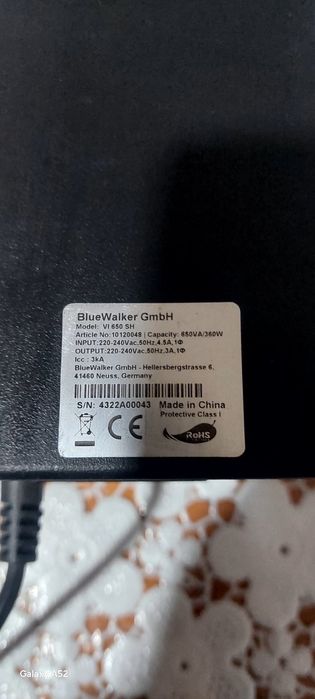 BlueWalker GmbH
Model: VI 650 SH
Article No:10120048 | Capacity: 650VA/360W
INPUT:220-240Vac,50Hz,4.5A,1Φ
OUTPUT:220-240Vac,50Hz,3A,1Φ
Icc : 3kA
BlueWalker GmbH - Hellersbergstrasse 6,
41460 Neuss, Germany
S/N: 4322A00043 Made in China
Protective Class I
CE
RoHS
Galaxy A52